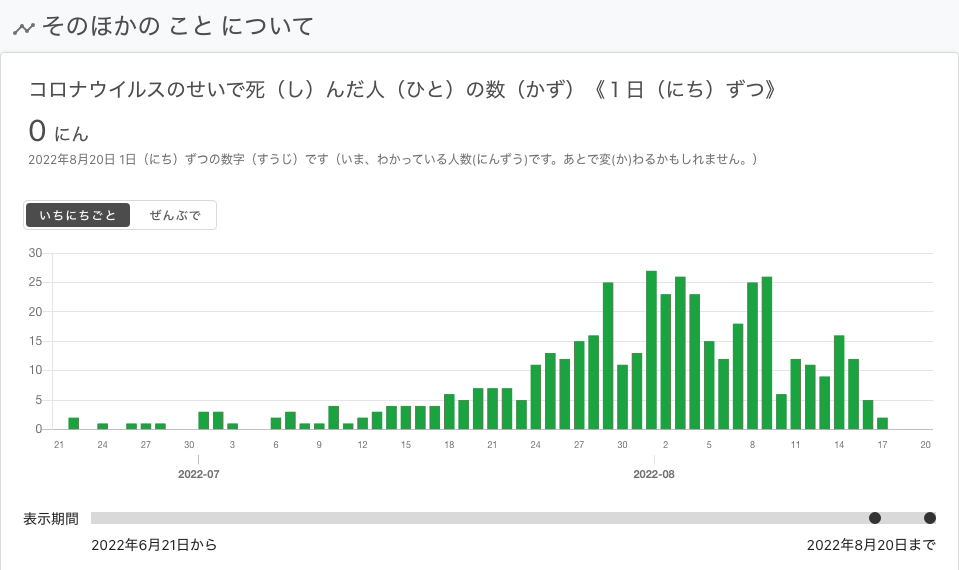 そのほかの こと について
コロナウイルスのせいで死（し）んだ人（ひと）の数（かず）《１日（にち）ずつ》
0 にん
2022年8月20日 1日（にち）ずつの数字（すうじ）です（いま、わかっている人数(にんずう)です。あとで変(か)わるかもしれません。）
いちにちごと ぜんぶで
30
25
20
15
10
5
0
21 24 27 30 3 6 9 12 15 18 21 24 27 30 2 5 8 11 14 17 20
2022-07 2022-08
表示期間
2022年6月21日から 2022年8月20日まで